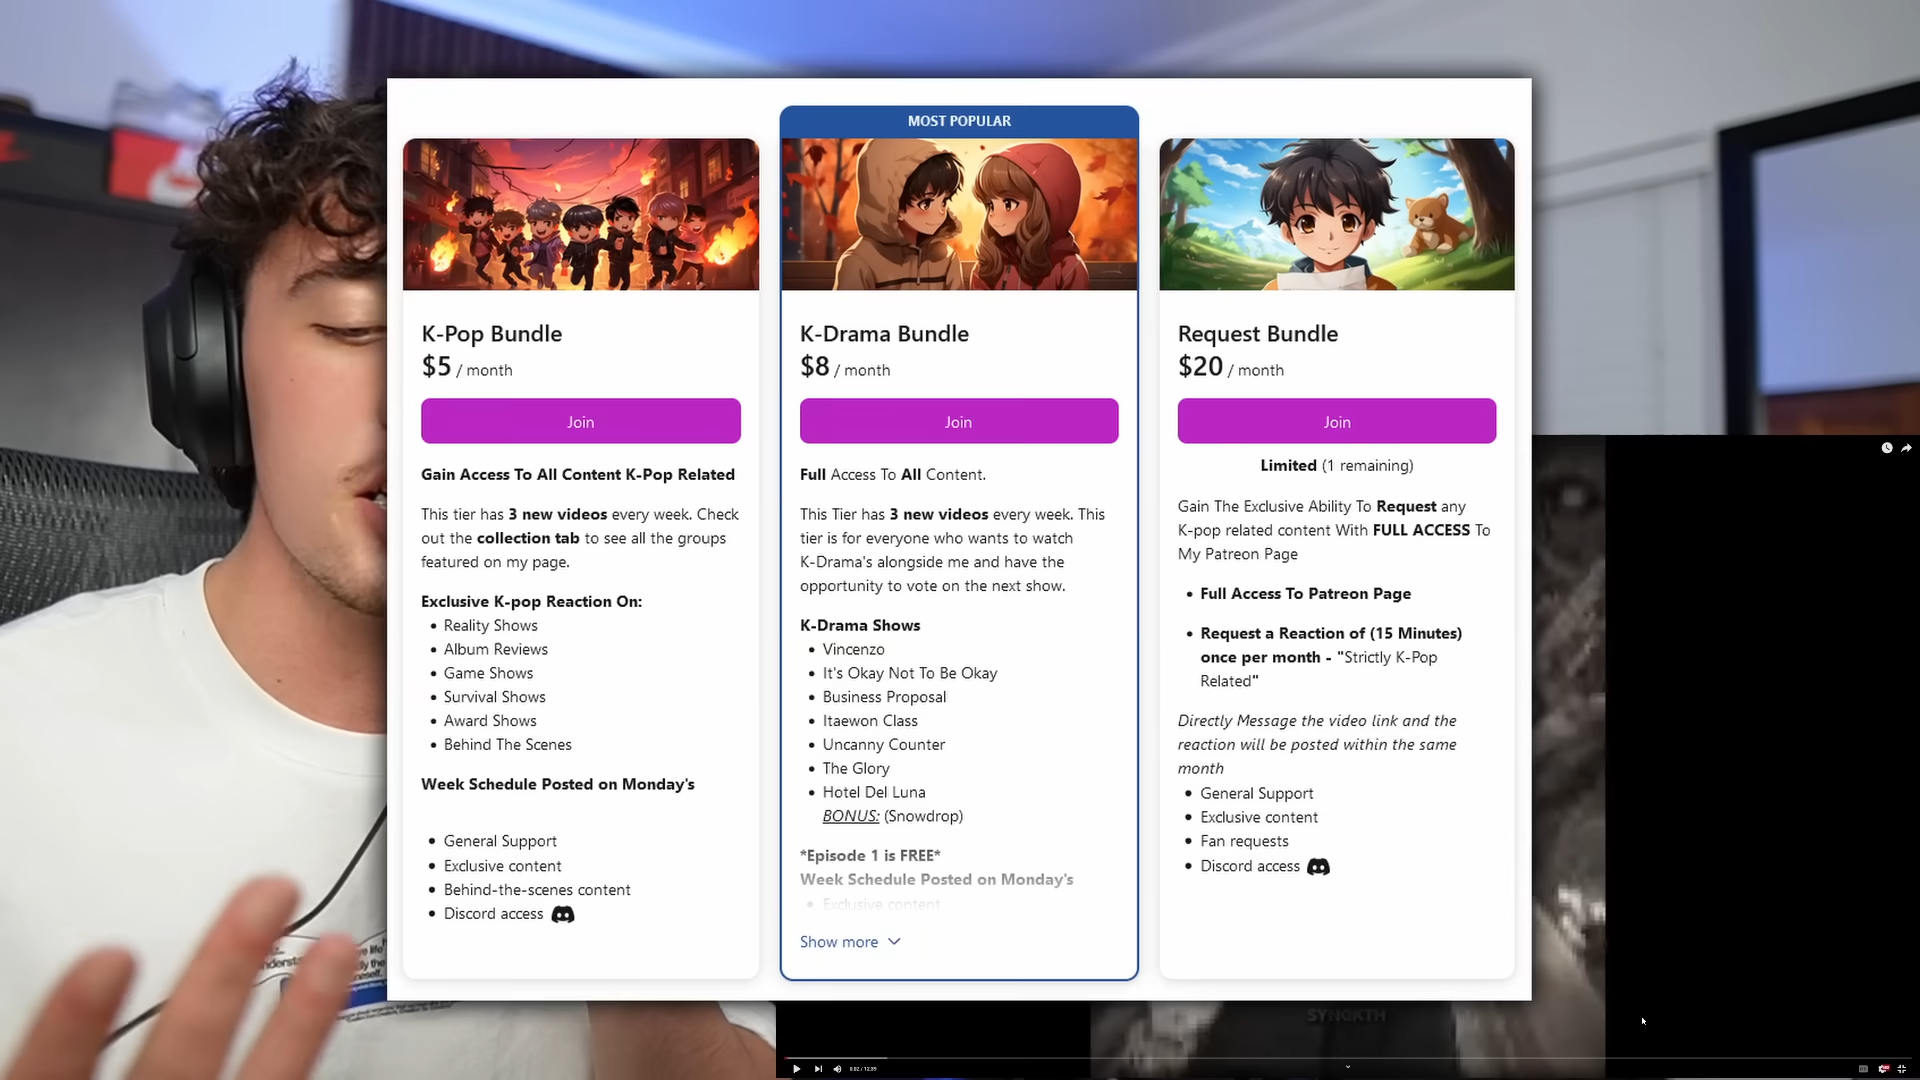 MOST POPULAR
K-Pop Bundle
$5 / month
Join
Gain Access To All Content K-Pop Related
This tier has 3 new videos every week. Check
out the collection tab to see all the groups
featured on my page.
Exclusive K-pop Reaction On:
• Reality Shows
• Album Reviews
• Game Shows
• Survival Shows
• Award Shows
• Behind The Scenes
Week Schedule Posted on Monday's
• General Support
• Exclusive content
• Behind-the-scenes content
• Discord access
K-Drama Bundle
$8 / month
Join
Full Access To All Content.
This Tier has 3 new videos every week. This
tier is for everyone who wants to watch
K-Drama's alongside me and have the
opportunity to vote on the next show.
K-Drama Shows
• Vincenzo
• It's Okay Not To Be Okay
• Business Proposal
• Itaewon Class
• Uncanny Counter
• The Glory
• Hotel Del Luna
BONUS: (Snowdrop)
*Episode 1 is FREE*
Week Schedule Posted on Monday's
• Exclusive content
Show more
Request Bundle
$20 / month
Join
Limited (1 remaining)
Gain The Exclusive Ability To Request any
K-pop related content With FULL ACCESS To
My Patreon Page
• Full Access To Patreon Page
• Request a Reaction of (15 Minutes)
once per month - "Strictly K-Pop
Related"
Directly Message the video link and the
reaction will be posted within the same
month
• General Support
• Exclusive content
• Fan requests
• Discord access